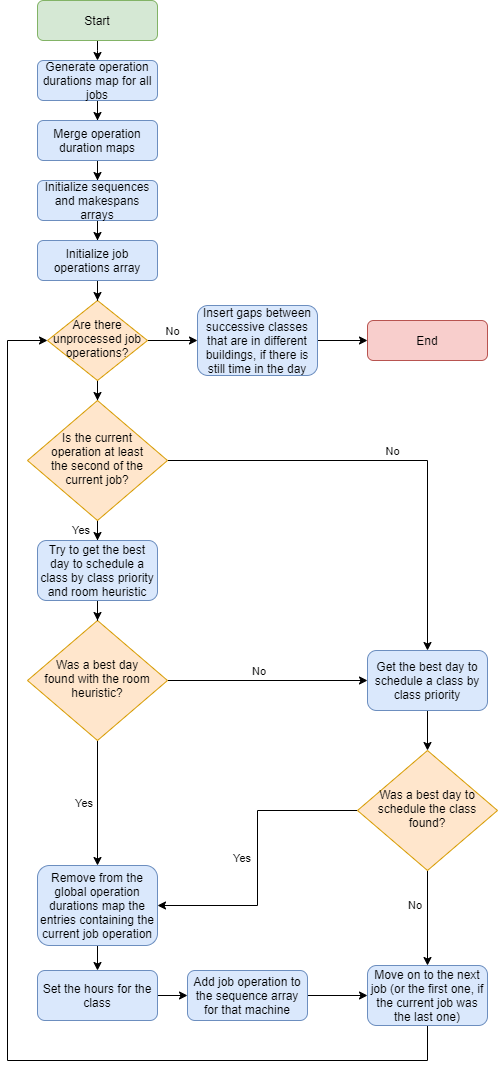 Start
Generate operation
durations map for all
jobs
Merge operation
duration maps
Initialize sequences
and makespans
arrays
Initialize job
operations array
Are there
unprocessed job
operations?
No
Insert gaps between
successive classes
that are in different
buildings, if there is
still time in the day
End
Is the current
operation at least
the second of the
current job?
No
Yes
Try to get the best
day to schedule a
class by class priority
and room heuristic
Was a best day
found with the room
heuristic?
No
Get the best day to
schedule a class by
class priority
Was a best day to
schedule the class
found?
Yes
Yes
No
Remove from the
global operation
durations map the
entries containing the
current job operation
Set the hours for the
class
Add job operation to
the sequence array
for that machine
Move on to the next
job (or the first one, if
the current job was
the last one)